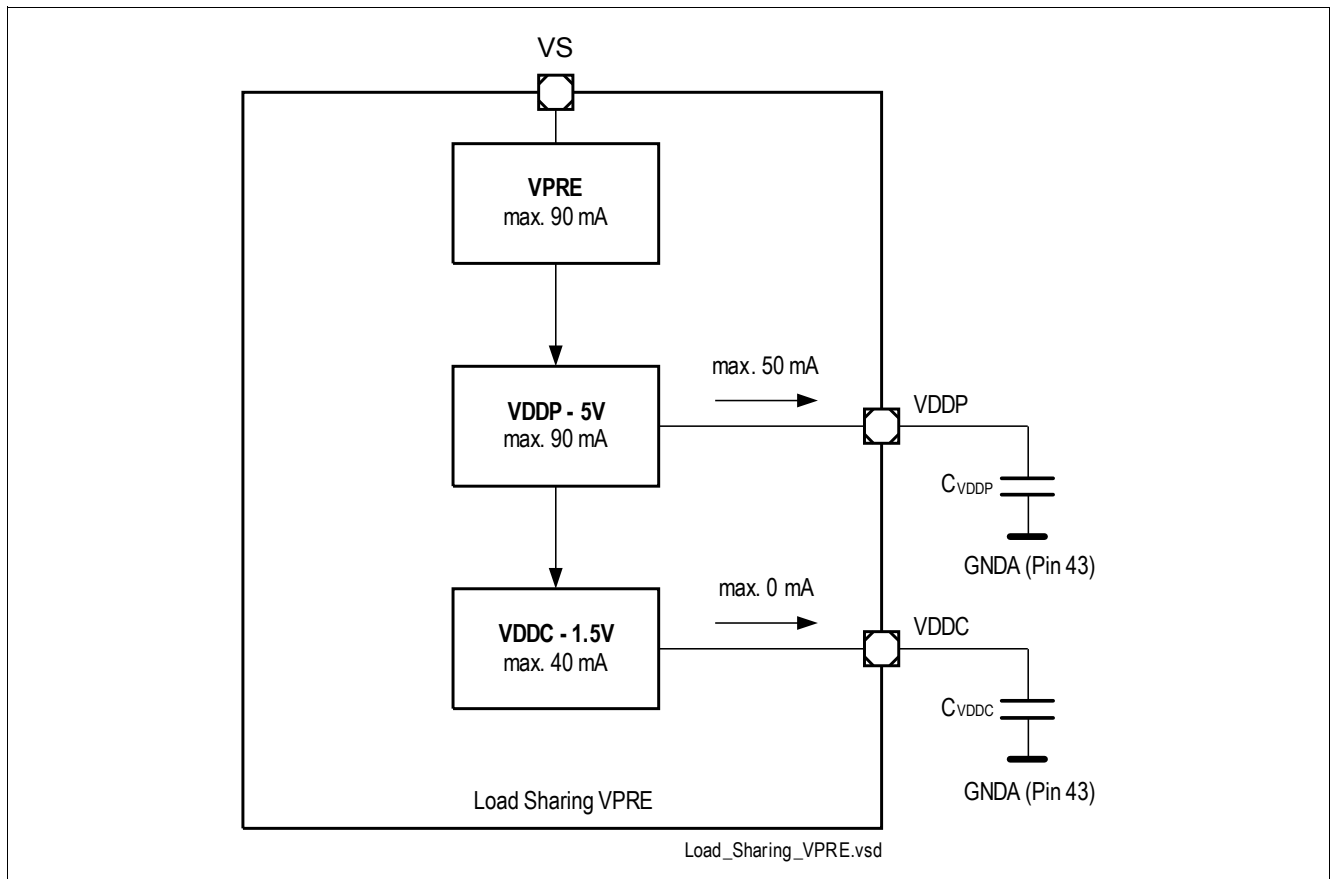 VS
VPRE
max. 90 mA
max. 50 mA
VDDP
VDDP - 5V
max. 90 mA
CVDDP
GNDA (Pin 43)
max. 0 mA
VDDC
VDDC - 1.5V
max. 40 mA
CVDDC
GNDA (Pin 43)
Load Sharing VPRE
Load_Sharing_VPRE.vsd